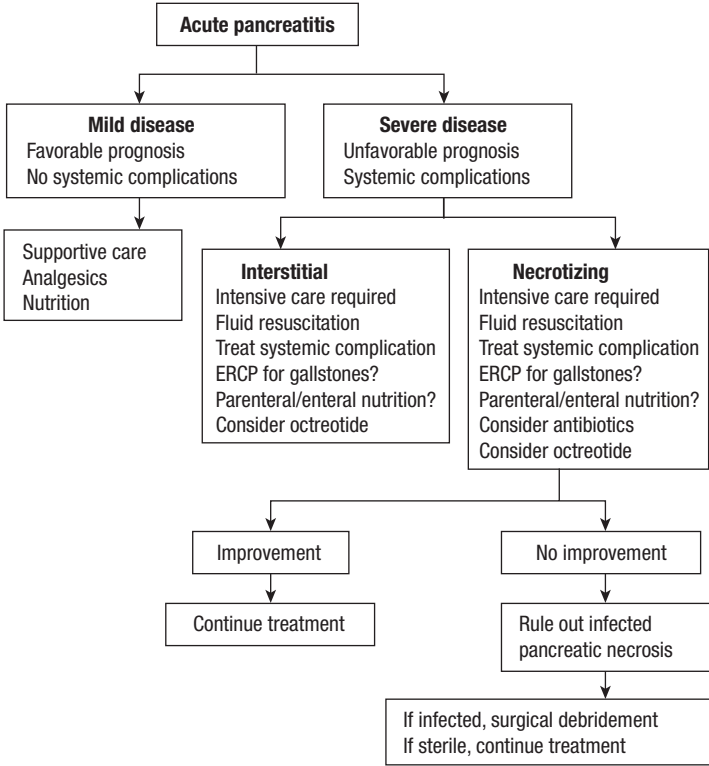 Acute pancreatitis
Mild disease
Favorable prognosis
No systemic complications
Severe disease
Unfavorable prognosis
Systemic complications
Supportive care
Analgesics
Nutrition
Interstitial
Intensive care required
Fluid resuscitation
Treat systemic complication
ERCP for gallstones?
Parenteral/enteral nutrition?
Consider octreotide
Necrotizing
Intensive care required
Fluid resuscitation
Treat systemic complication
ERCP for gallstones?
Parenteral/enteral nutrition?
Consider antibiotics
Consider octreotide
Improvement
No improvement
Continue treatment
Rule out infected
pancreatic necrosis
If infected, surgical debridement
If sterile, continue treatment